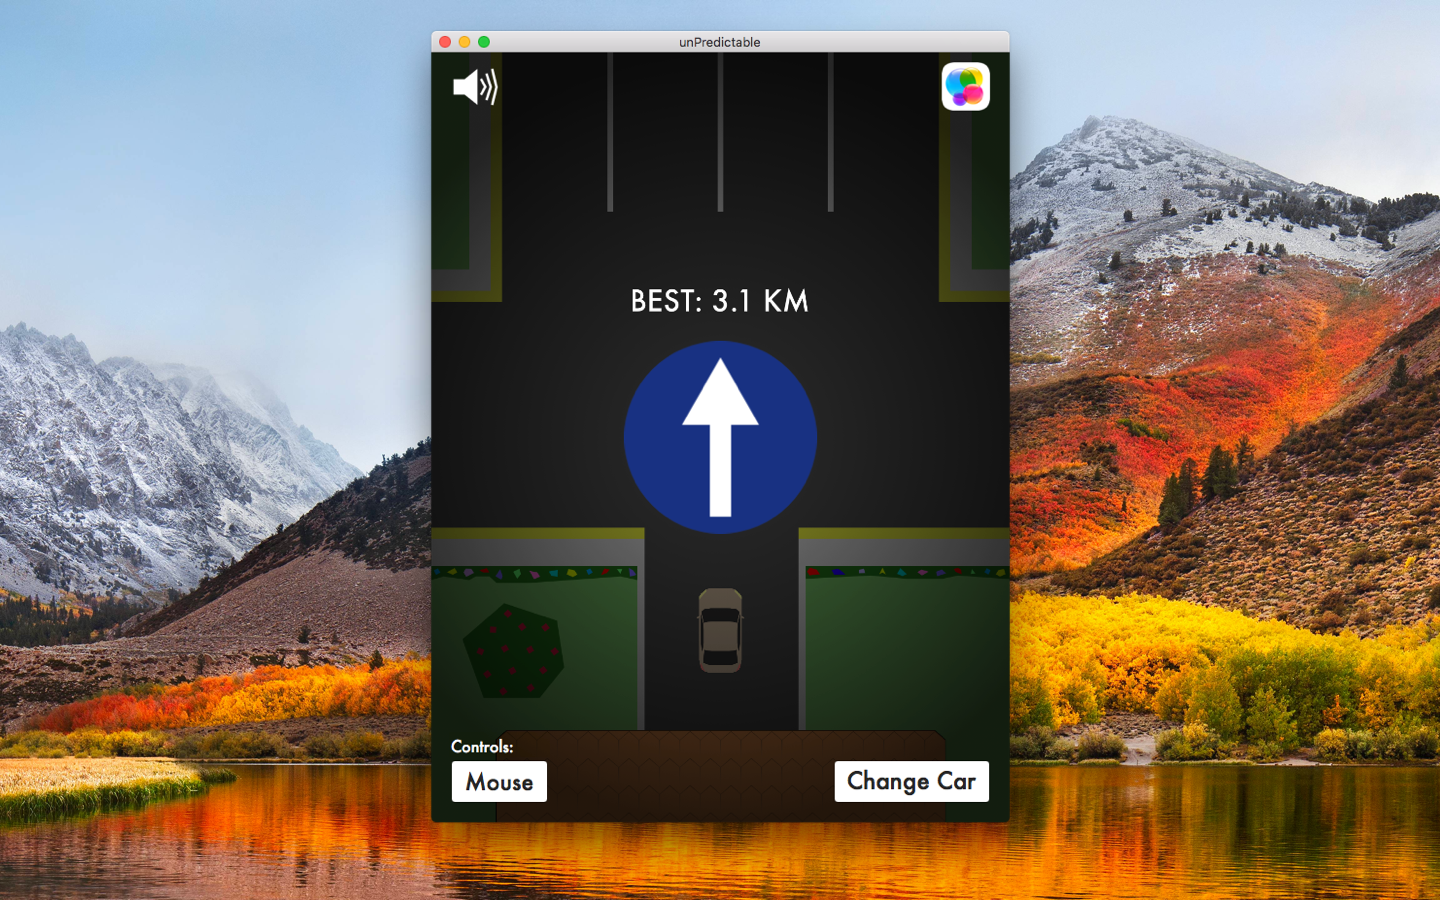 unPredictable
BEST: 3.1 KM
Controls:
Mouse
Change Car